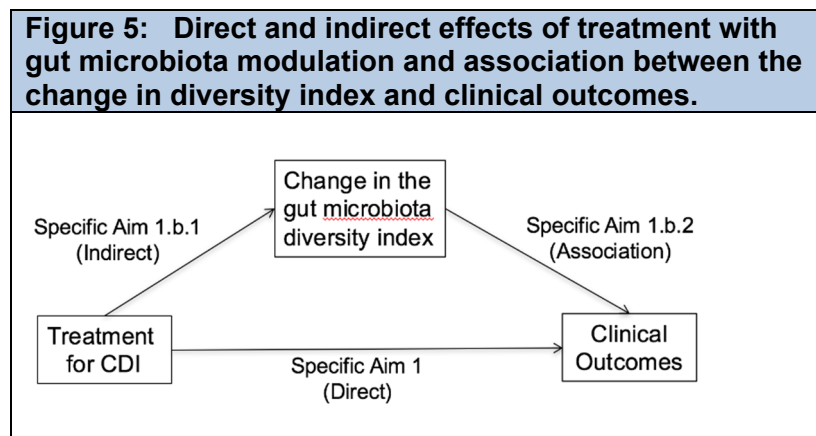 Figure 5: Direct and indirect effects of treatment with
gut microbiota modulation and association between the
change in diversity index and clinical outcomes.
Change in the
gut microbiota
diversity index
Specific Aim 1.b.1
(Indirect)
Specific Aim 1.b.2
(Association)
Treatment
for CDI
Clinical
Outcomes
Specific Aim 1
(Direct)